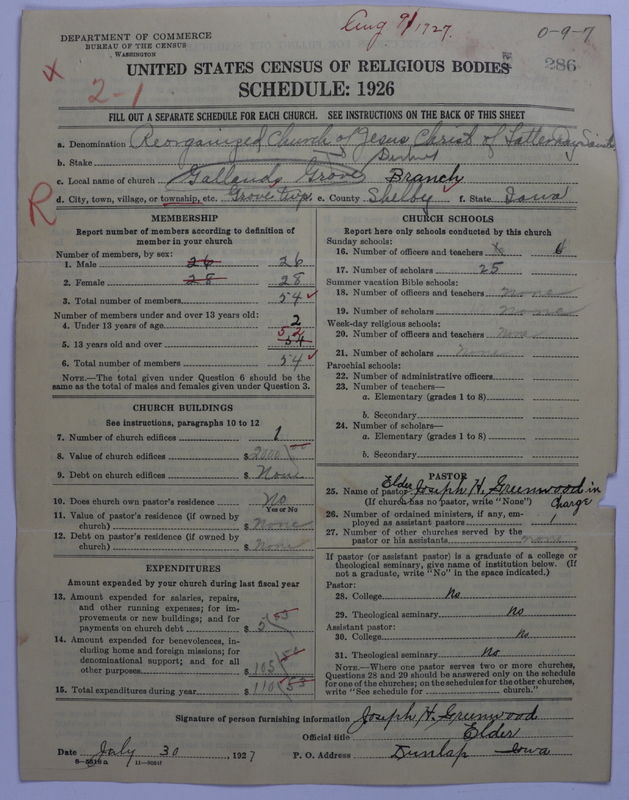 Aug 9/1927.
0-9-7
DEPARTMENT OF COMMERCE
BUREAU OF THE CENSUS
WASHINGTON
286
x
2-1
UNITED STATES CENSUS OF RELIGIOUS BODIES
SCHEDULE: 1926
FILL OUT A SEPARATE SCHEDULE FOR EACH CHURCH. SEE INSTRUCTIONS ON THE BACK OF THIS SHEET
a. Denomination Reorganized Church of Jesus Christ of Latter Day Saints
b. Stake District
c. Local name of church Gallands Grove Branch
R
d. City, town, village, or township, etc. Grove twp. e. County Shelby f. State Iowa
MEMBERSHIP
Report number of members according to definition of
member in your church
Number of members, by sex:
1. Male 26 26
2. Female 28 28
3. Total number of members 54
Number of members under and over 13 years old:
4. Under 13 years of age 2
5. 13 years old and over 54 52
6. Total number of members 54
NOTE.—The total given under Question 6 should be the
same as the total of males and females given under Question 3.
CHURCH BUILDINGS
See instructions, paragraphs 10 to 12
7. Number of church edifices 1
8. Value of church edifices $ 2000 00
9. Debt on church edifices $ None
10. Does church own pastor's residence? No
Yes or No
11. Value of pastor's residence (if owned by
church) $ None
12. Debt on pastor's residence (if owned by
church) $ None
EXPENDITURES
Amount expended by your church during last fiscal year
13. Amount expended for salaries, repairs,
and other running expenses; for im-
provements or new buildings; and for
payments on church debt $ 5
14. Amount expended for benevolences, in-
cluding home and foreign missions; for
denominational support; and for all
other purposes $ 105
15. Total expenditures during year $ 110 55
CHURCH SCHOOLS
Report here only schools conducted by this church
Sunday schools:
16. Number of officers and teachers 6
17. Number of scholars 25
Summer vacation Bible schools:
18. Number of officers and teachers None
19. Number of scholars None
Week-day religious schools:
20. Number of officers and teachers None
21. Number of scholars None
Parochial schools:
22. Number of administrative officers
23. Number of teachers—
a. Elementary (grades 1 to 8)
b. Secondary
24. Number of scholars—
a. Elementary (grades 1 to 8)
b. Secondary
PASTOR
25. Name of pastor Elder Joseph H. Greenwood in
(If church has no pastor, write "None") Charge
26. Number of ordained ministers, if any, em-
ployed as assistant pastors 1
27. Number of other churches served by the
pastor or his assistants none
If pastor (or assistant pastor) is a graduate of a college or
theological seminary, give name of institution below. (If
not a graduate, write "No" in the space indicated.)
Pastor:
28. College No
29. Theological seminary No
Assistant pastor:
30. College No
31. Theological seminary No
NOTE.—Where one pastor serves two or more churches,
Questions 28 and 29 should be answered only on the schedule
for one of the churches; on the schedules for the other churches,
write "See schedule for church."
Signature of person furnishing information Joseph H. Greenwood
Official title Elder
Date July 30, 1927 P. O. Address Dunlap Iowa